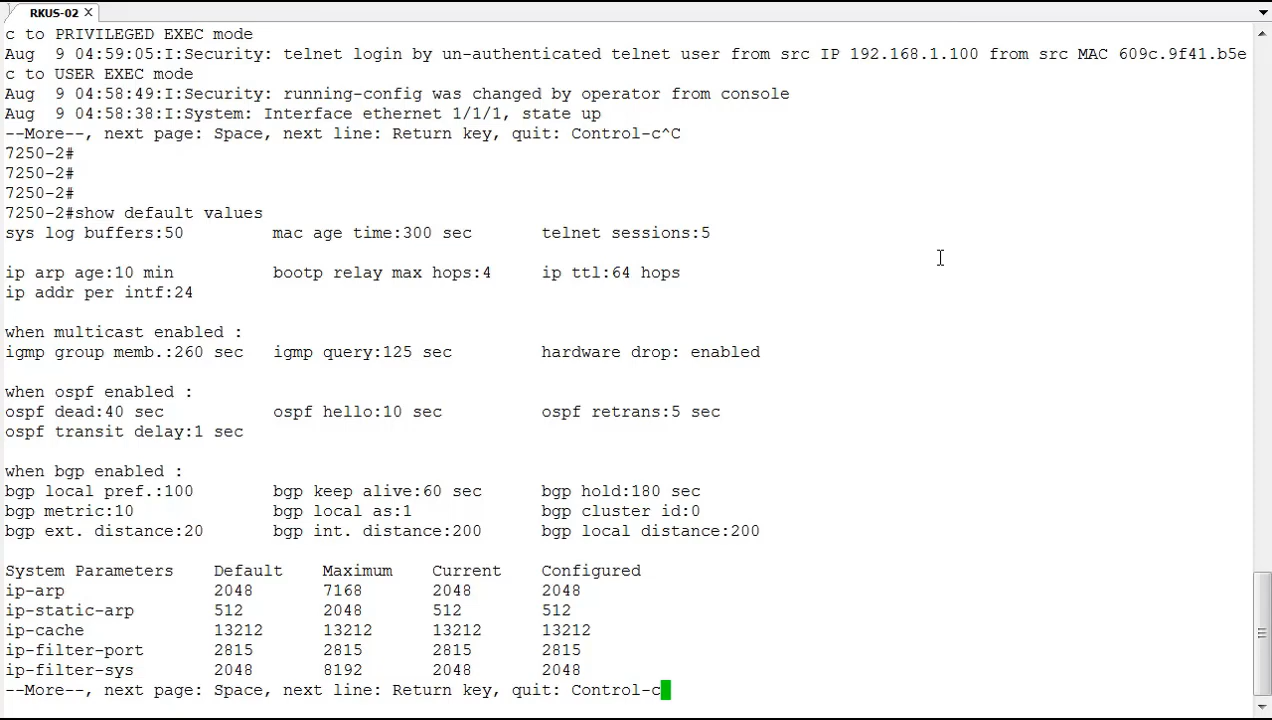 RKUS-02
c to PRIVILEGED EXEC mode
Aug  9 04:59:05:I:Security: telnet login by un-authenticated telnet user from src IP 192.168.1.100 from src MAC 609c.9f41.b5e
c to USER EXEC mode
Aug  9 04:58:49:I:Security: running-config was changed by operator from console
Aug  9 04:58:38:I:System: Interface ethernet 1/1/1, state up
--More--, next page: Space, next line: Return key, quit: Control-c^C
7250-2#
7250-2#
7250-2#
7250-2#show default values
sys log buffers:50         mac age time:300 sec       telnet sessions:5
ip arp age:10 min          bootp relay max hops:4     ip ttl:64 hops
ip addr per intf:24
when multicast enabled :
igmp group memb.:260 sec   igmp query:125 sec         hardware drop: enabled
when ospf enabled :
ospf dead:40 sec           ospf hello:10 sec          ospf retrans:5 sec
ospf transit delay:1 sec
when bgp enabled :
bgp local pref.:100        bgp keep alive:60 sec      bgp hold:180 sec
bgp metric:10              bgp local as:1             bgp cluster id:0
bgp ext. distance:20       bgp int. distance:200      bgp local distance:200
System Parameters    Default    Maximum    Current    Configured
ip-arp               2048       7168       2048       2048
ip-static-arp        512        2048       512        512
ip-cache             13212      13212      13212      13212
ip-filter-port       2815       2815       2815       2815
ip-filter-sys        2048       8192       2048       2048
--More--, next page: Space, next line: Return key, quit: Control-c